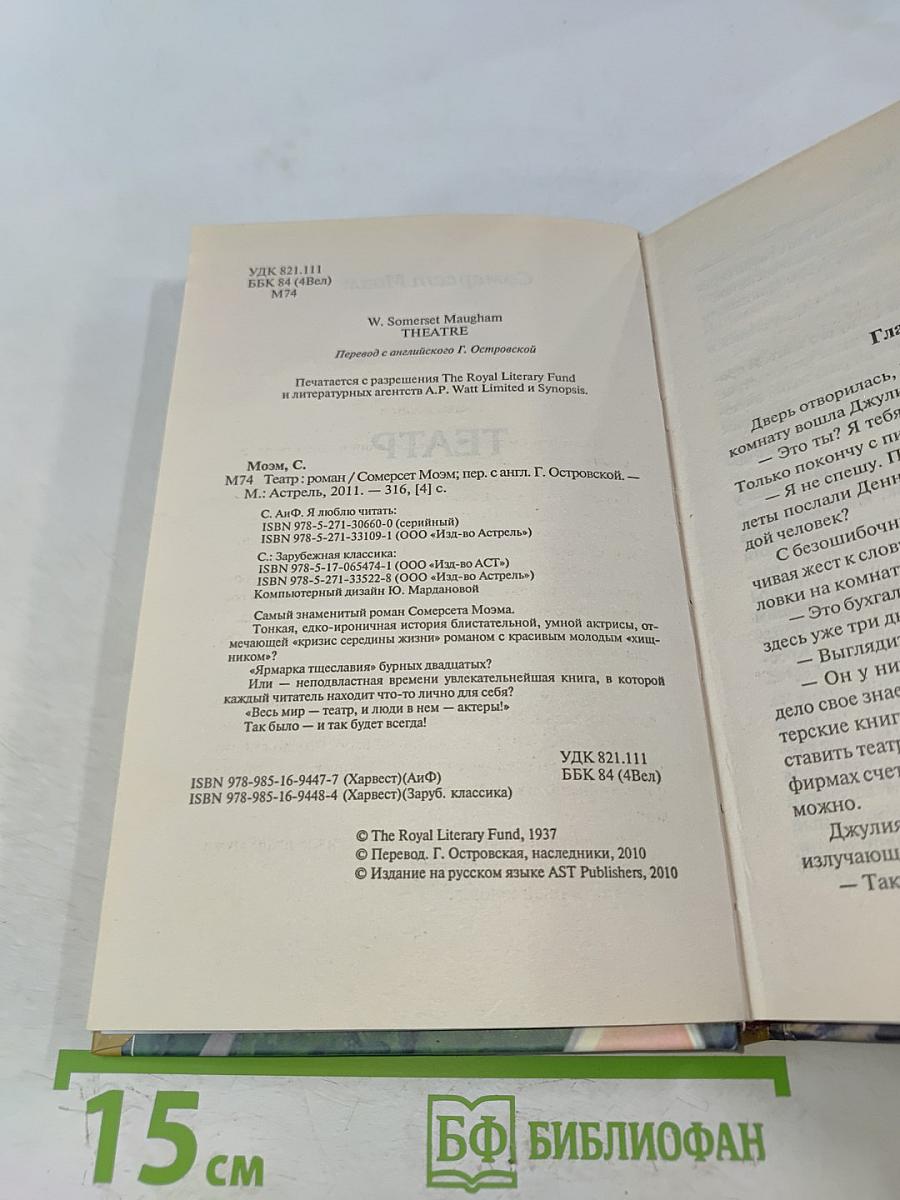 УДК 821.111
ББК 84 (4Вел)
М74
W. Somerset Maugham
THEATRE
Перевод с английского Г. Островской
Печатается с разрешения The Royal Literary Fund
и литературных агентств A.P. Watt Limited и Synopsis.
Моэм, С.
М74 Театр : роман / Сомерсет Моэм; пер. с англ. Г. Островской. —
М.: Астрель, 2011. — 316, [4] с.
С. АиФ. Я люблю читать:
ISBN 978-5-271-30660-0 (серийный)
ISBN 978-5-271-33109-1 (ООО «Изд-во Астрель»)
С.: Зарубежная классика:
ISBN 978-5-17-065474-1 (ООО «Изд-во АСТ»)
ISBN 978-5-271-33522-8 (ООО «Изд-во Астрель»)
Компьютерный дизайн Ю. Мардановой
Самый знаменитый роман Сомерсета Моэма.
Тонкая, едко-ироничная история блистательной, умной актрисы, от-
мечающей «кризис середины жизни» романом с красивым молодым «хищ-
ником»?
«Ярмарка тщеславия» бурных двадцатых?
Или — неподвластная времени увлекательнейшая книга, в которой
каждый читатель находит что-то лично для себя?
«Весь мир — театр, и люди в нем — актеры!»
Так было — и так будет всегда!
УДК 821.111
ББК 84 (4Вел)
ISBN 978-985-16-9447-7 (Харвест)(АиФ)
ISBN 978-985-16-9448-4 (Харвест)(Заруб. классика)
© The Royal Literary Fund, 1937
© Перевод. Г. Островская, наследники, 2010
© Издание на русском языке AST Publishers, 2010
Дверь отворилась,
комнату вошла
— Это ты? Я тебя
Только покончу с
— Я не спешу.
леты послали
дой человек?
С безошибочн
чивая жест к слову
ловки на комнат
— Это бухгал
здесь уже три
— Выгляди
— Он у ни
дело свое знае
терские книг
ставить театр
фирмах счет
можно.
Джулия
излучающ
— Так
15 см
БФ БИБЛИОФАН